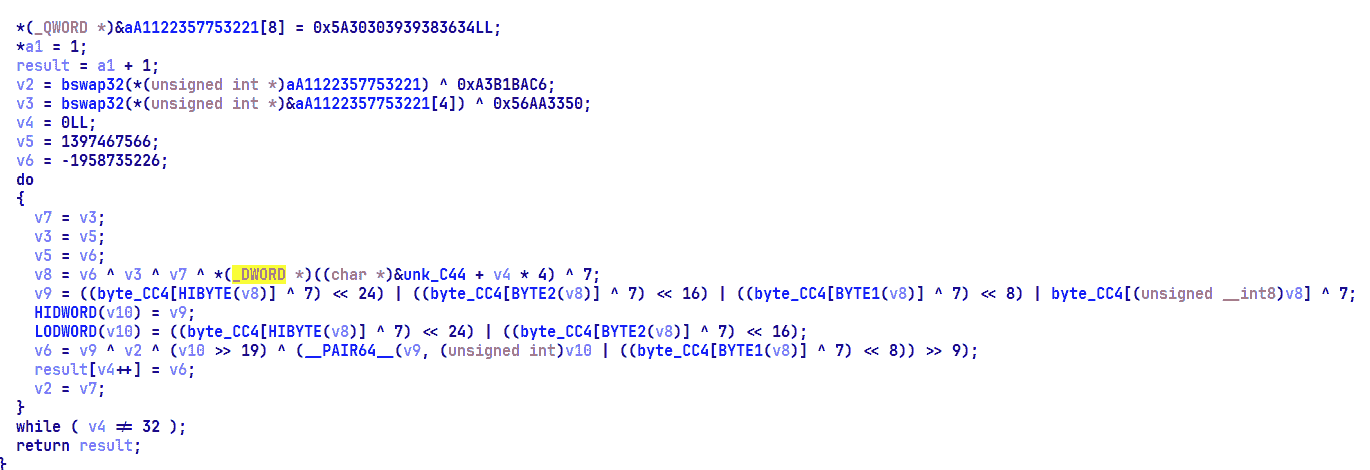 *(_QWORD *)&aA1122357753221[8] = 0x5A30303939383634LL;
*a1 = 1;
result = a1 + 1;
v2 = bswap32(*(unsigned int *)aA1122357753221) ^ 0xA3B1BAC6;
v3 = bswap32(*(unsigned int *)&aA1122357753221[4]) ^ 0x56AA3350;
v4 = 0LL;
v5 = 1397467566;
v6 = -1958735226;
do
{
v7 = v3;
v3 = v5;
v5 = v6;
v8 = v6 ^ v3 ^ v7 ^ *(_DWORD *)((char *)&unk_C44 + v4 * 4) ^ 7;
v9 = ((byte_CC4[HIBYTE(v8)] ^ 7) << 24) | ((byte_CC4[BYTE2(v8)] ^ 7) << 16) | ((byte_CC4[BYTE1(v8)] ^ 7) << 8) | byte_CC4[(unsigned __int8)v8] ^ 7;
HIDWORD(v10) = v9;
LODWORD(v10) = ((byte_CC4[HIBYTE(v8)] ^ 7) << 24) | ((byte_CC4[BYTE2(v8)] ^ 7) << 16);
v6 = v9 ^ v2 ^ (v10 >> 19) ^ (__PAIR64__(v9, (unsigned int)v10 | ((byte_CC4[BYTE1(v8)] ^ 7) << 8)) >> 9);
result[v4++] = v6;
v2 = v7;
}
while ( v4 != 32 );
return result;
}